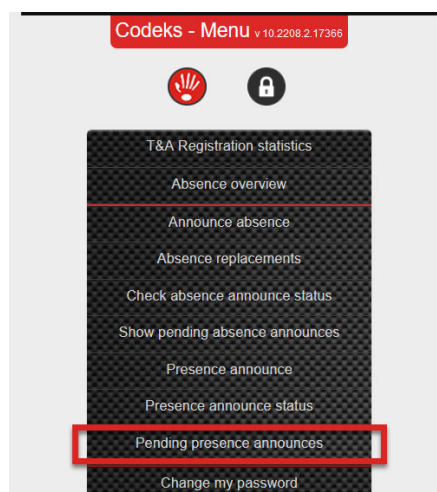 Codeks - Menu v 10.2208.2.17366
T&A Registration statistics
Absence overview
Announce absence
Absence replacements
Check absence announce status
Show pending absence announces
Presence announce
Presence announce status
Pending presence announces
Change my password